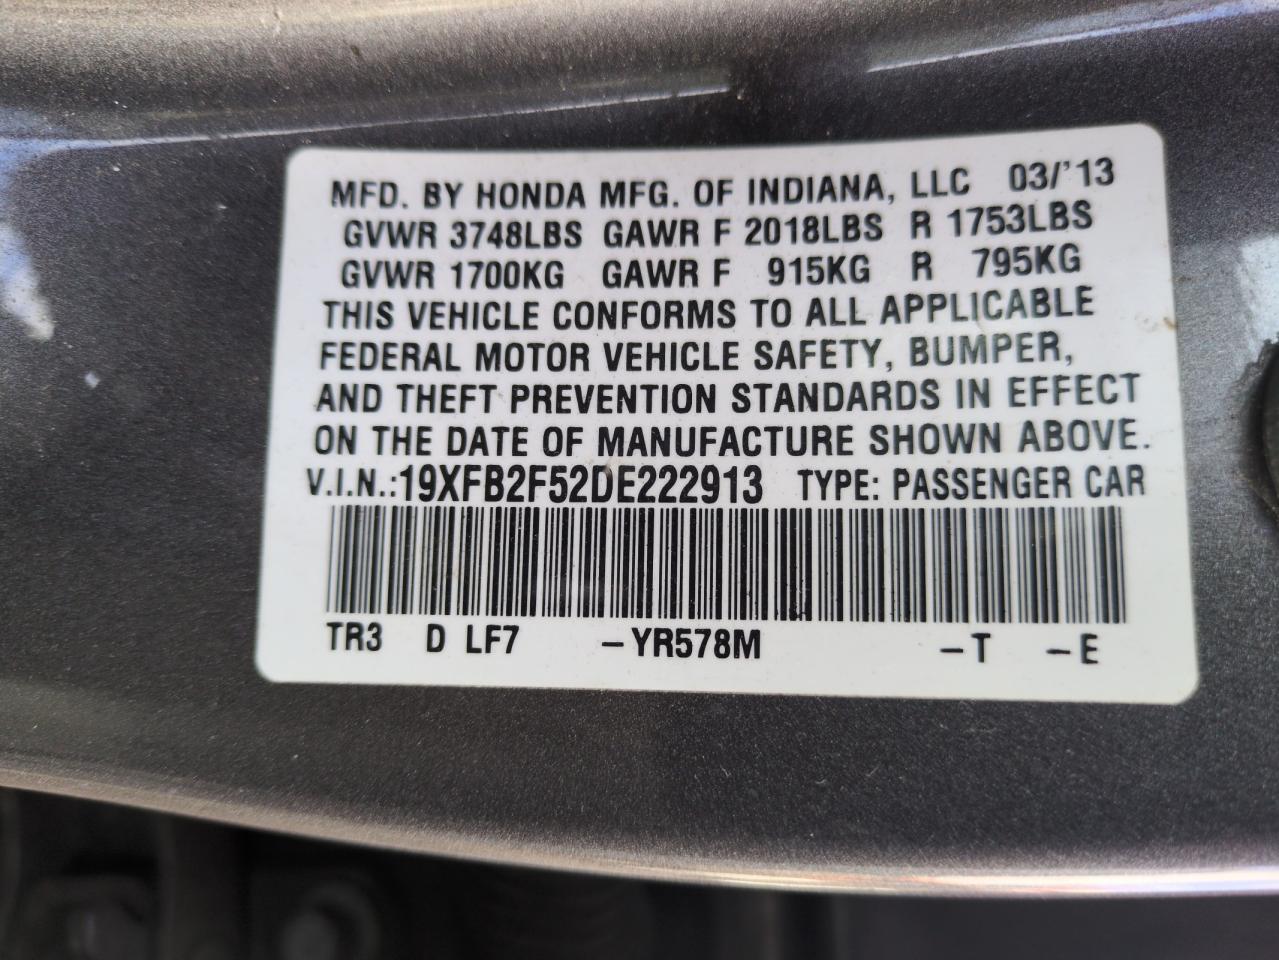 MFD. BY HONDA MFG. OF INDIANA, LLC 03/'13
GVWR 3748LBS GAWR F 2018LBS R 1753LBS
GVWR 1700KG GAWR F 915KG R 795KG
THIS VEHICLE CONFORMS TO ALL APPLICABLE
FEDERAL MOTOR VEHICLE SAFETY, BUMPER,
AND THEFT PREVENTION STANDARDS IN EFFECT
ON THE DATE OF MANUFACTURE SHOWN ABOVE.
V.I.N.:19XFB2F52DE222913 TYPE: PASSENGER CAR
TR3 D LF7 –YR578M –T –E